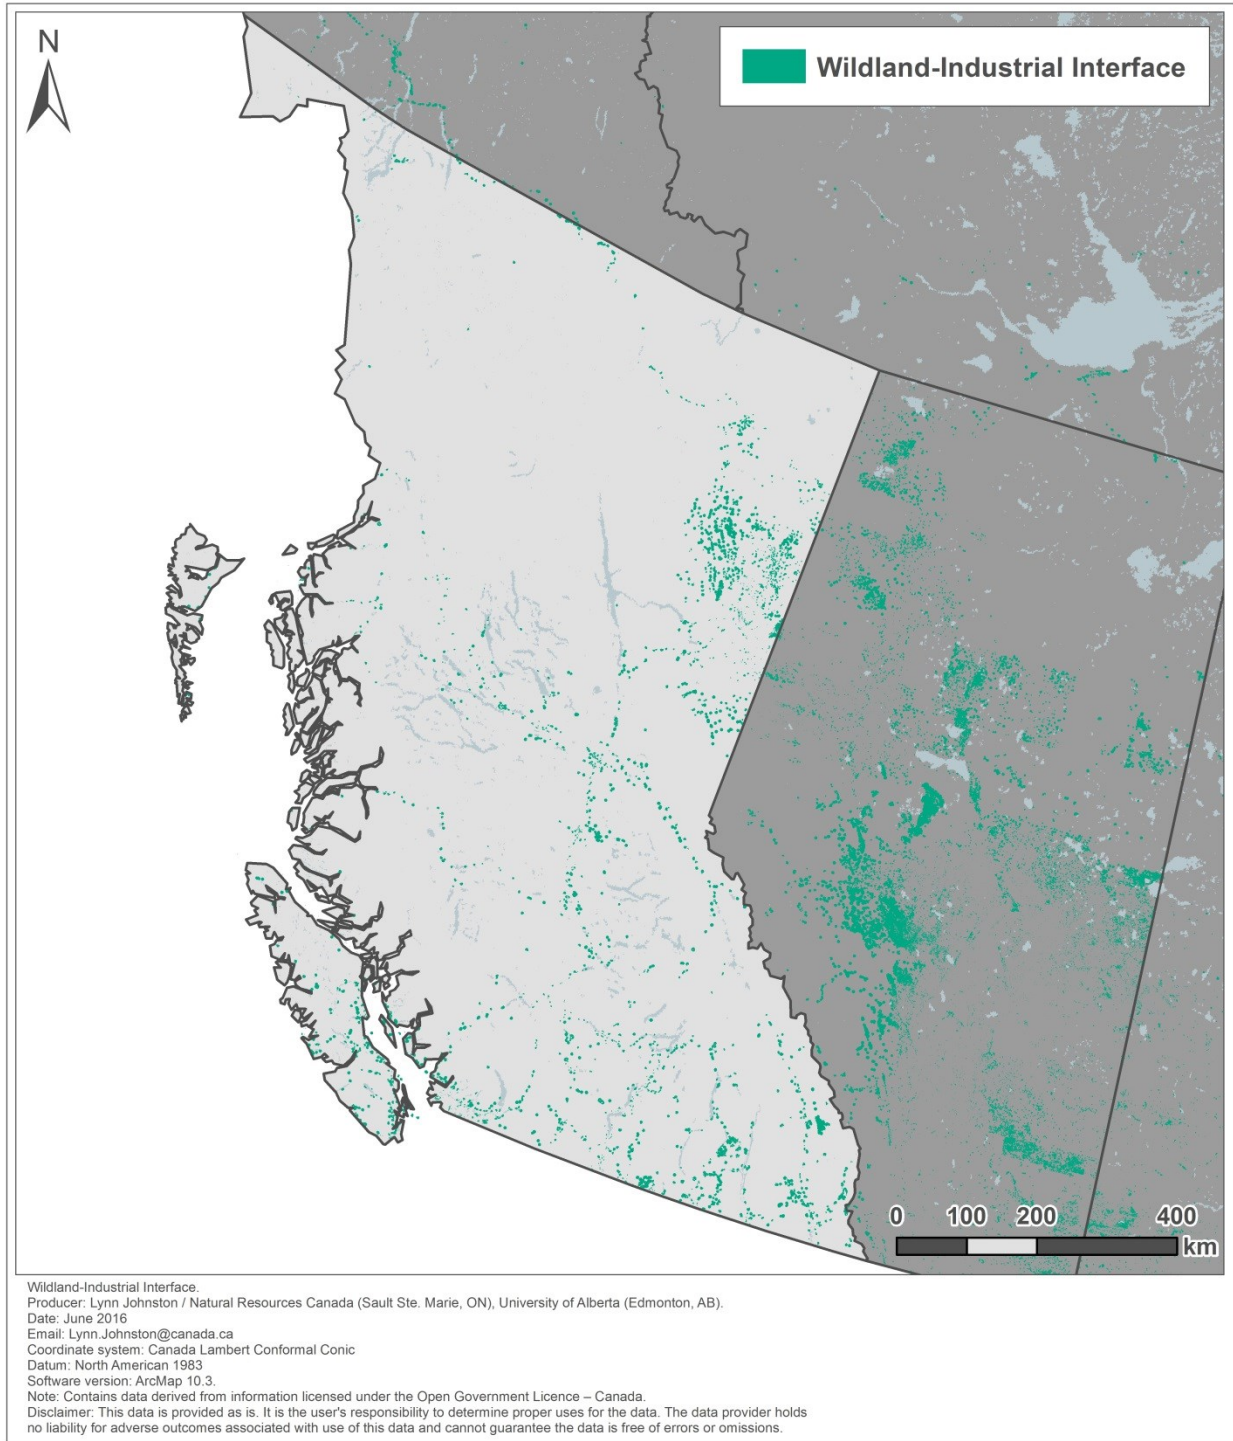 N
Wildland-Industrial Interface
0 100 200 400
km
Wildland-Industrial Interface.
Producer: Lynn Johnston / Natural Resources Canada (Sault Ste. Marie, ON), University of Alberta (Edmonton, AB).
Date: June 2016
Email: Lynn.Johnston@canada.ca
Coordinate system: Canada Lambert Conformal Conic
Datum: North American 1983
Software version: ArcMap 10.3.
Note: Contains data derived from information licensed under the Open Government Licence – Canada.
Disclaimer: This data is provided as is. It is the user's responsibility to determine proper uses for the data. The data provider holds
no liability for adverse outcomes associated with use of this data and cannot guarantee the data is free of errors or omissions.